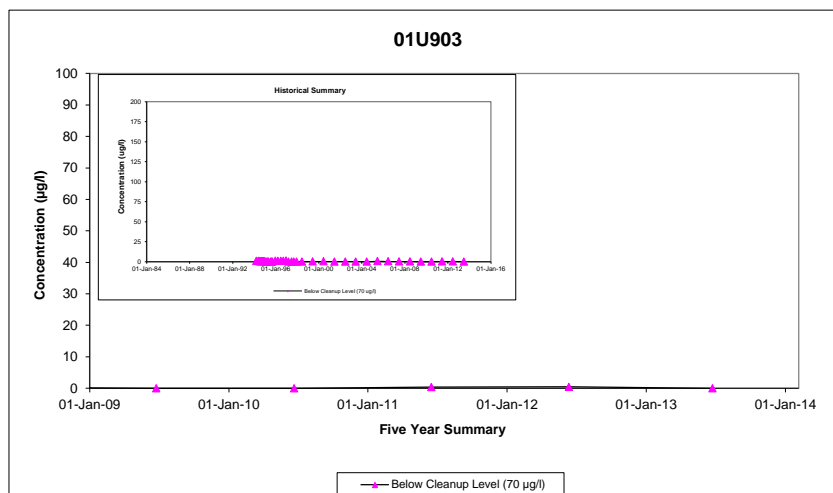 01U903
Concentration (µg/l)
100
90
80
70
60
50
40
30
20
10
0
01-Jan-09 01-Jan-10 01-Jan-11 01-Jan-12 01-Jan-13 01-Jan-14
Five Year Summary
Below Cleanup Level (70 µg/l)
Historical Summary
Concentration (ug/l)
200
175
150
125
100
75
50
25
0
01-Jan-84 01-Jan-88 01-Jan-92 01-Jan-96 01-Jan-00 01-Jan-04 01-Jan-08 01-Jan-12 01-Jan-16
Below Cleanup Level (70 ug/l)